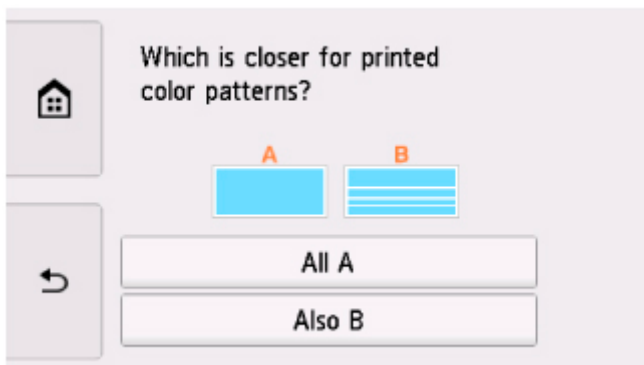 Which is closer for printed
color patterns?
A B
All A
Also B